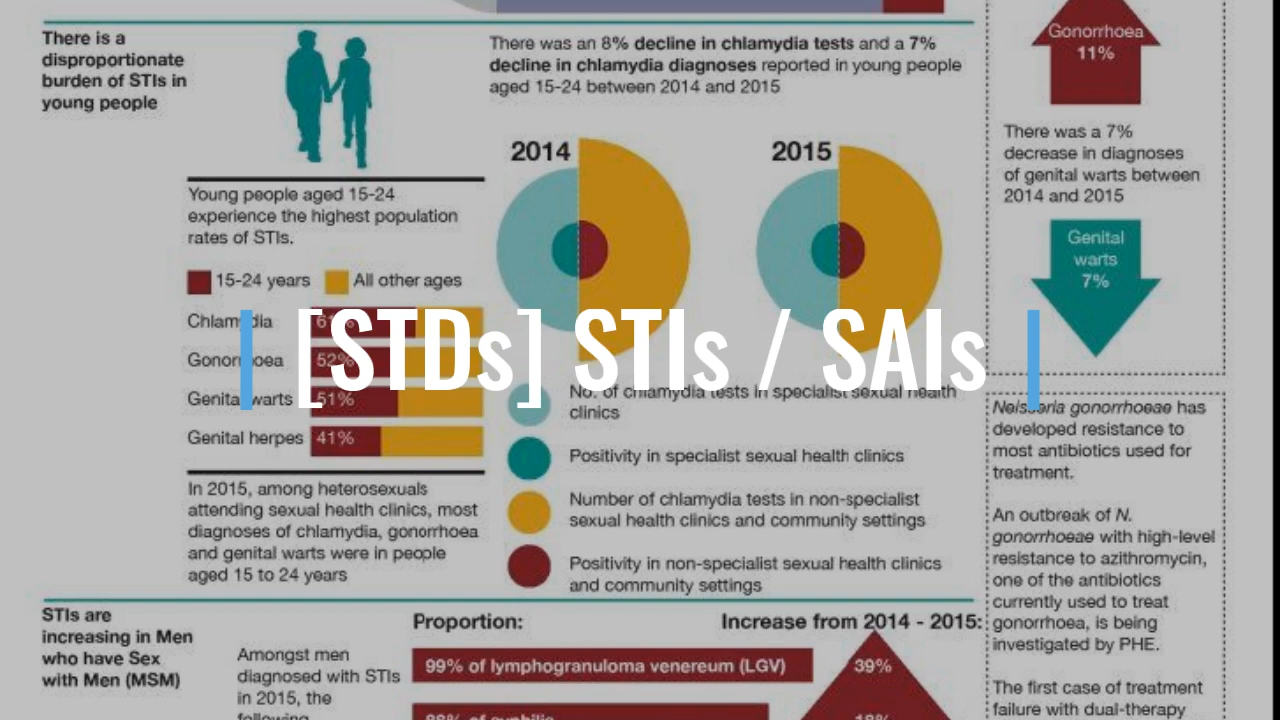 There is a
disproportionate
burden of STIs in
young people
Young people aged 15-24
experience the highest population
rates of STIs.
15-24 years
All other ages
Chlamydia
Gonorrhoea 52%
Genital warts 51%
Genital herpes 41%
In 2015, among heterosexuals
attending sexual health clinics, most
diagnoses of chlamydia, gonorrhoea
and genital warts were in people
aged 15 to 24 years
There was an 8% decline in chlamydia tests and a 7%
decline in chlamydia diagnoses reported in young people
aged 15-24 between 2014 and 2015
2014
2015
| [STDs] STIs / SAIs |
No. of chlamydia tests in specialist sexual health
clinics
Positivity in specialist sexual health clinics
Number of chlamydia tests in non-specialist
sexual health clinics and community settings
Positivity in non-specialist sexual health clinics
and community settings
Gonorrhoea
11%
There was a 7%
decrease in diagnoses
of genital warts between
2014 and 2015
Genital
warts
7%
Neisseria gonorrhoeae has
developed resistance to
most antibiotics used for
treatment.
An outbreak of N.
gonorrhoeae with high-level
resistance to azithromycin,
one of the antibiotics
currently used to treat
gonorrhoea, is being
investigated by PHE.
The first case of treatment
failure with dual-therapy
STIs are
increasing in Men
who have Sex
with Men (MSM)
Amongst men
diagnosed with STIs
in 2015, the
following
Proportion:
Increase from 2014 - 2015:
99% of lymphogranuloma venereum (LGV)
39%